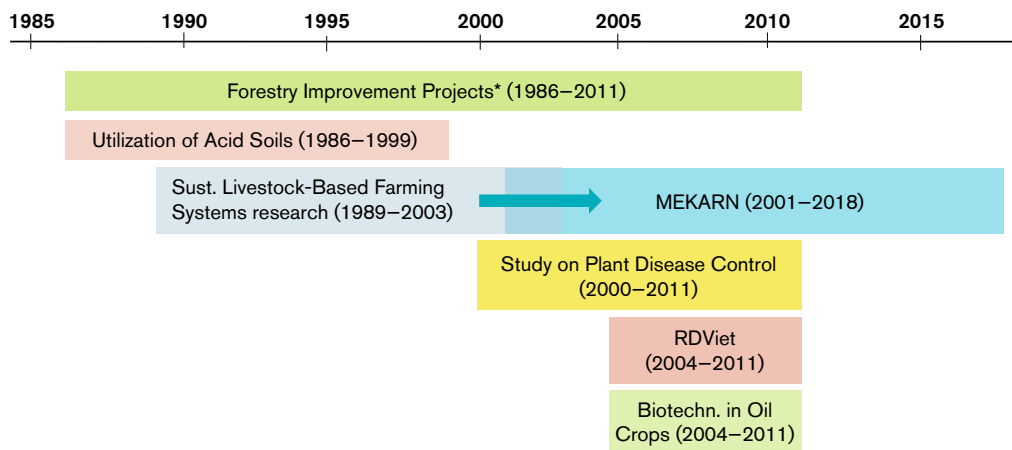 1985 1990 1995 2000 2005 2010 2015
Forestry Improvement Projects* (1986–2011)
Utilization of Acid Soils (1986–1999)
Sust. Livestock-Based Farming
Systems research (1989–2003)
MEKARN (2001–2018)
Study on Plant Disease Control
(2000–2011)
RDViet
(2004–2011)
Biotechn. in Oil
Crops (2004–2011)